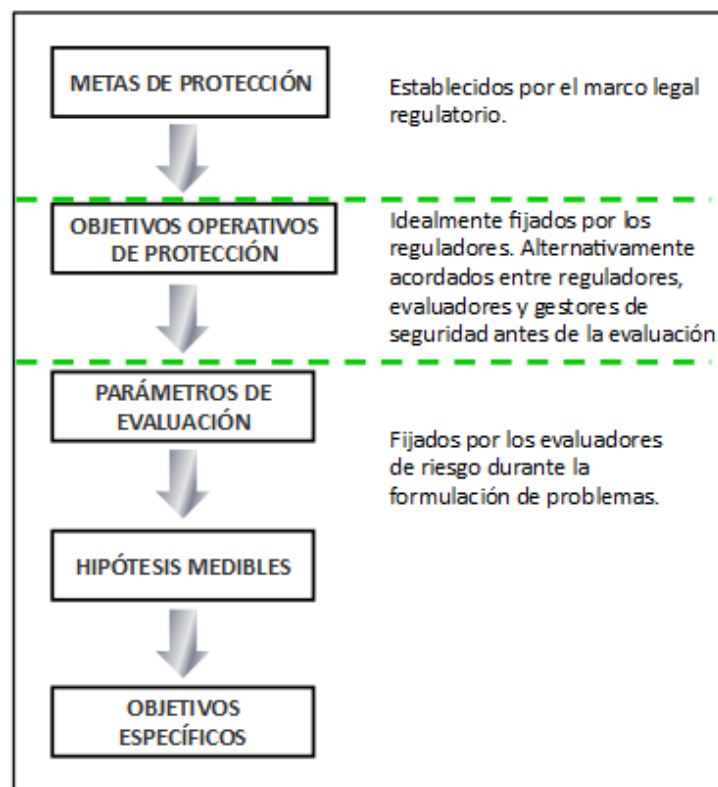 METAS DE PROTECCIÓN
Establecidos por el marco legal
regulatorio.
OBJETIVOS OPERATIVOS
DE PROTECCIÓN
Idealmente fijados por los
reguladores. Alternativamente
acordados entre reguladores,
evaluadores y gestores de
seguridad antes de la evaluación.
PARÁMETROS DE
EVALUACIÓN
Fijados por los evaluadores
de riesgo durante la
formulación de problemas.
HIPÓTESIS MEDIBLES
OBJETIVOS
ESPECÍFICOS